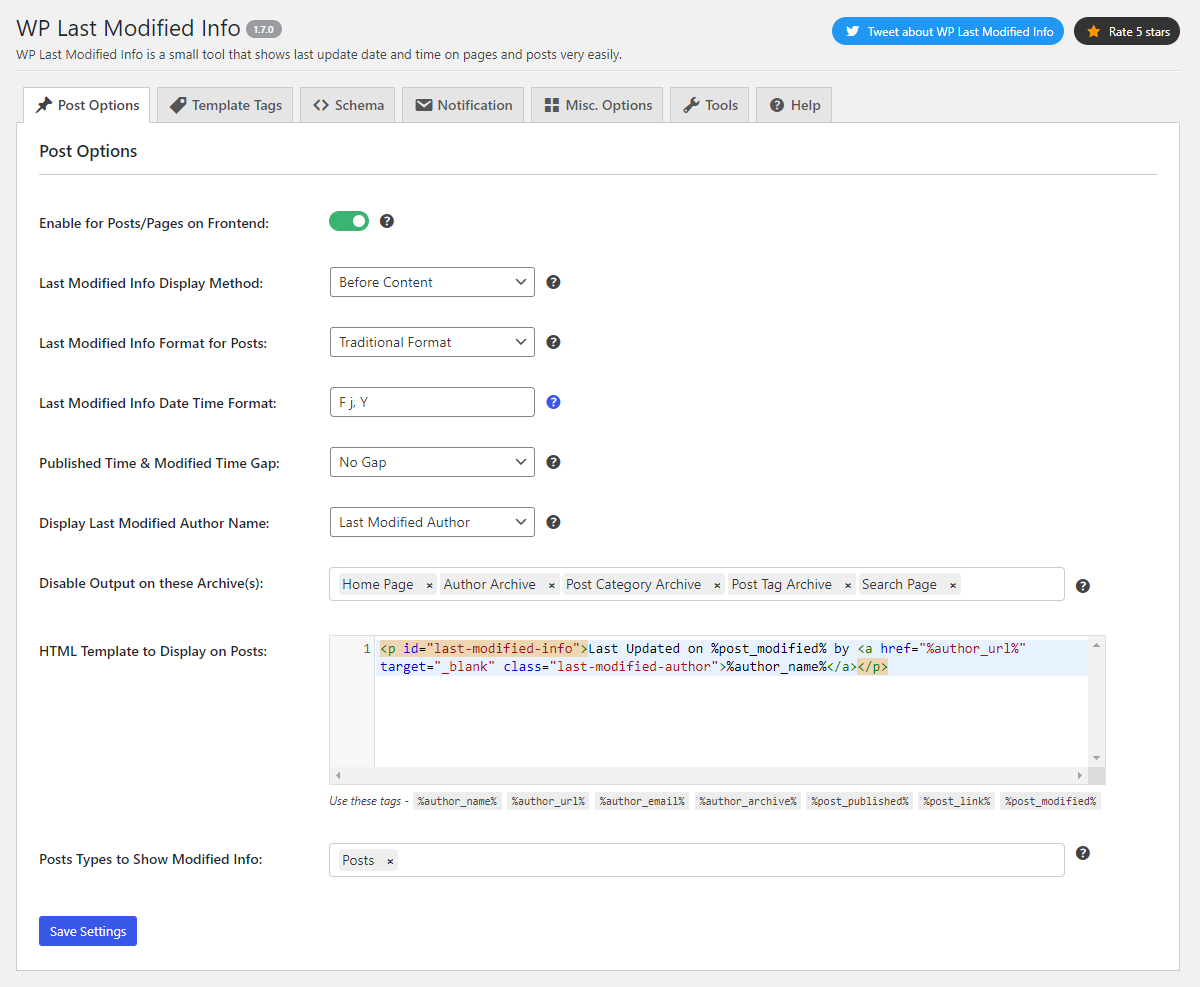 WP Last Modified Info 1.7.0
Tweet about WP Last Modified Info
Rate 5 stars
WP Last Modified Info is a small tool that shows last update date and time on pages and posts very easily.
Post Options
Template Tags
Schema
Notification
Misc. Options
Tools
Help
Post Options
Enable for Posts/Pages on Frontend:
Last Modified Info Display Method:
Before Content
Last Modified Info Format for Posts:
Traditional Format
Last Modified Info Date Time Format:
F j, Y
Published Time & Modified Time Gap:
No Gap
Display Last Modified Author Name:
Last Modified Author
Disable Output on these Archive(s):
Home Page × Author Archive × Post Category Archive × Post Tag Archive × Search Page ×
HTML Template to Display on Posts:
1 <p id="last-modified-info">Last Updated on %post_modified% by <a href="%author_url%"
target="_blank" class="last-modified-author">%author_name%</a></p>
Use these tags - %author_name% %author_url% %author_email% %author_archive% %post_published% %post_link% %post_modified%
Posts Types to Show Modified Info:
Posts ×
Save Settings